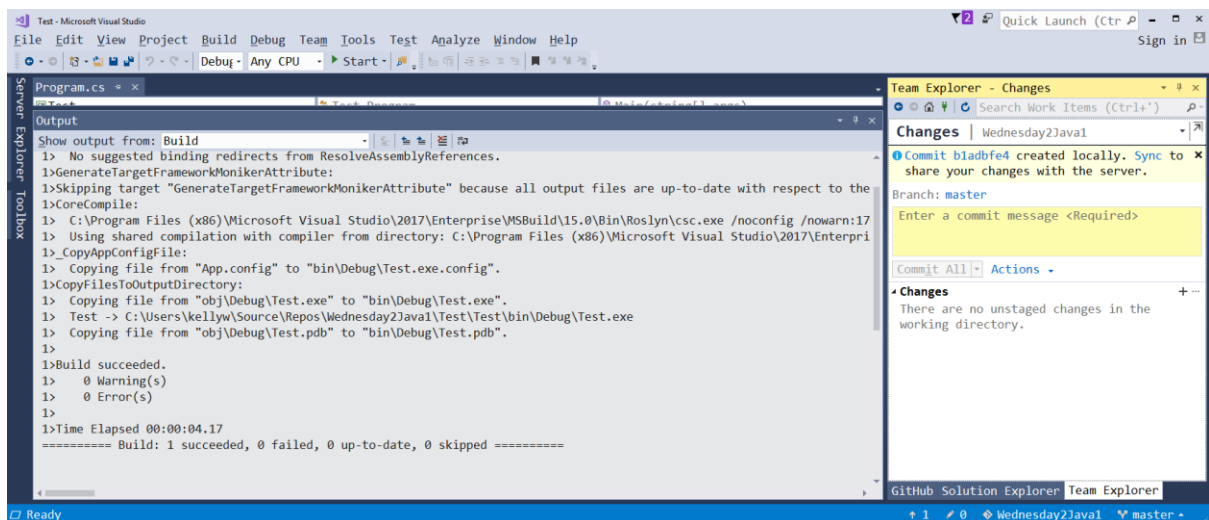 Test - Microsoft Visual Studio
2 Quick Launch (Ctr
File Edit View Project Build Debug Team Tools Test Analyze Window Help
Sign in
Debug Any CPU Start
Server Explorer Toolbox
Program.cs
Test Test.Program Main(string[] args)
Output
Show output from: Build
1>  No suggested binding redirects from ResolveAssemblyReferences.
1>GenerateTargetFrameworkMonikerAttribute:
1>Skipping target "GenerateTargetFrameworkMonikerAttribute" because all output files are up-to-date with respect to the
1>CoreCompile:
1>  C:\Program Files (x86)\Microsoft Visual Studio\2017\Enterprise\MSBuild\15.0\Bin\Roslyn\csc.exe /noconfig /nowarn:17
1>  Using shared compilation with compiler from directory: C:\Program Files (x86)\Microsoft Visual Studio\2017\Enterpri
1>_CopyAppConfigFile:
1>  Copying file from "App.config" to "bin\Debug\Test.exe.config".
1>CopyFilesToOutputDirectory:
1>  Copying file from "obj\Debug\Test.exe" to "bin\Debug\Test.exe".
1>  Test -> C:\Users\kellyw\Source\Repos\Wednesday2Java1\Test\Test\bin\Debug\Test.exe
1>  Copying file from "obj\Debug\Test.pdb" to "bin\Debug\Test.pdb".
1>
1>Build succeeded.
1>    0 Warning(s)
1>    0 Error(s)
1>
1>Time Elapsed 00:00:04.17
========== Build: 1 succeeded, 0 failed, 0 up-to-date, 0 skipped ==========
Team Explorer - Changes
Search Work Items (Ctrl+')
Changes | Wednesday2Java1
Commit b1adbfe4 created locally. Sync to
share your changes with the server.
Branch: master
Enter a commit message <Required>
Commit All Actions
Changes
There are no unstaged changes in the
working directory.
GitHub Solution Explorer Team Explorer
Ready
1 0 Wednesday2Java1 master